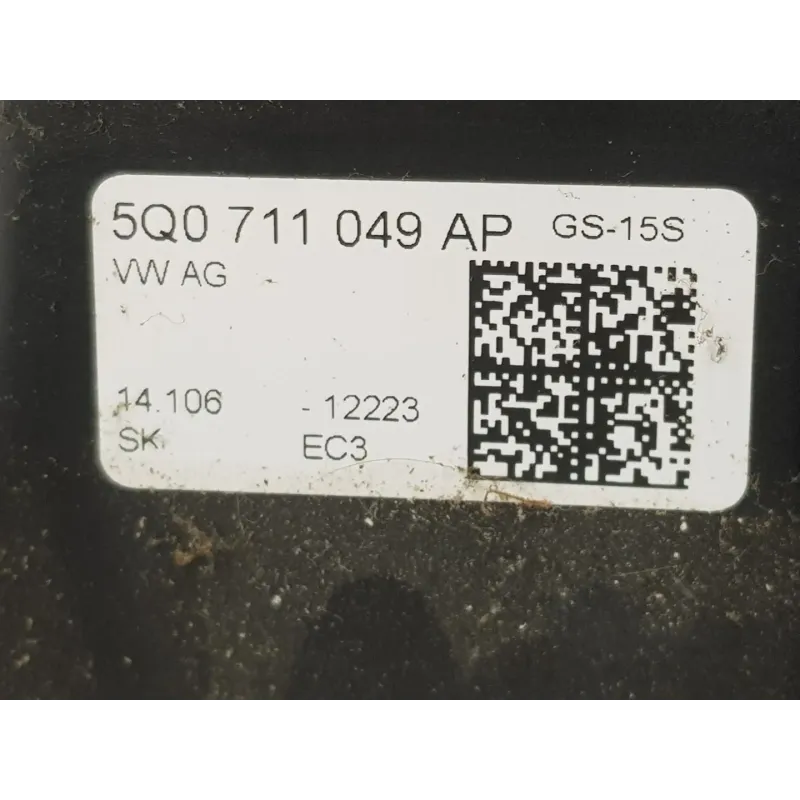 5Q0 711 049 AP GS-15S
VW AG
14.106 - 12223
SK EC3